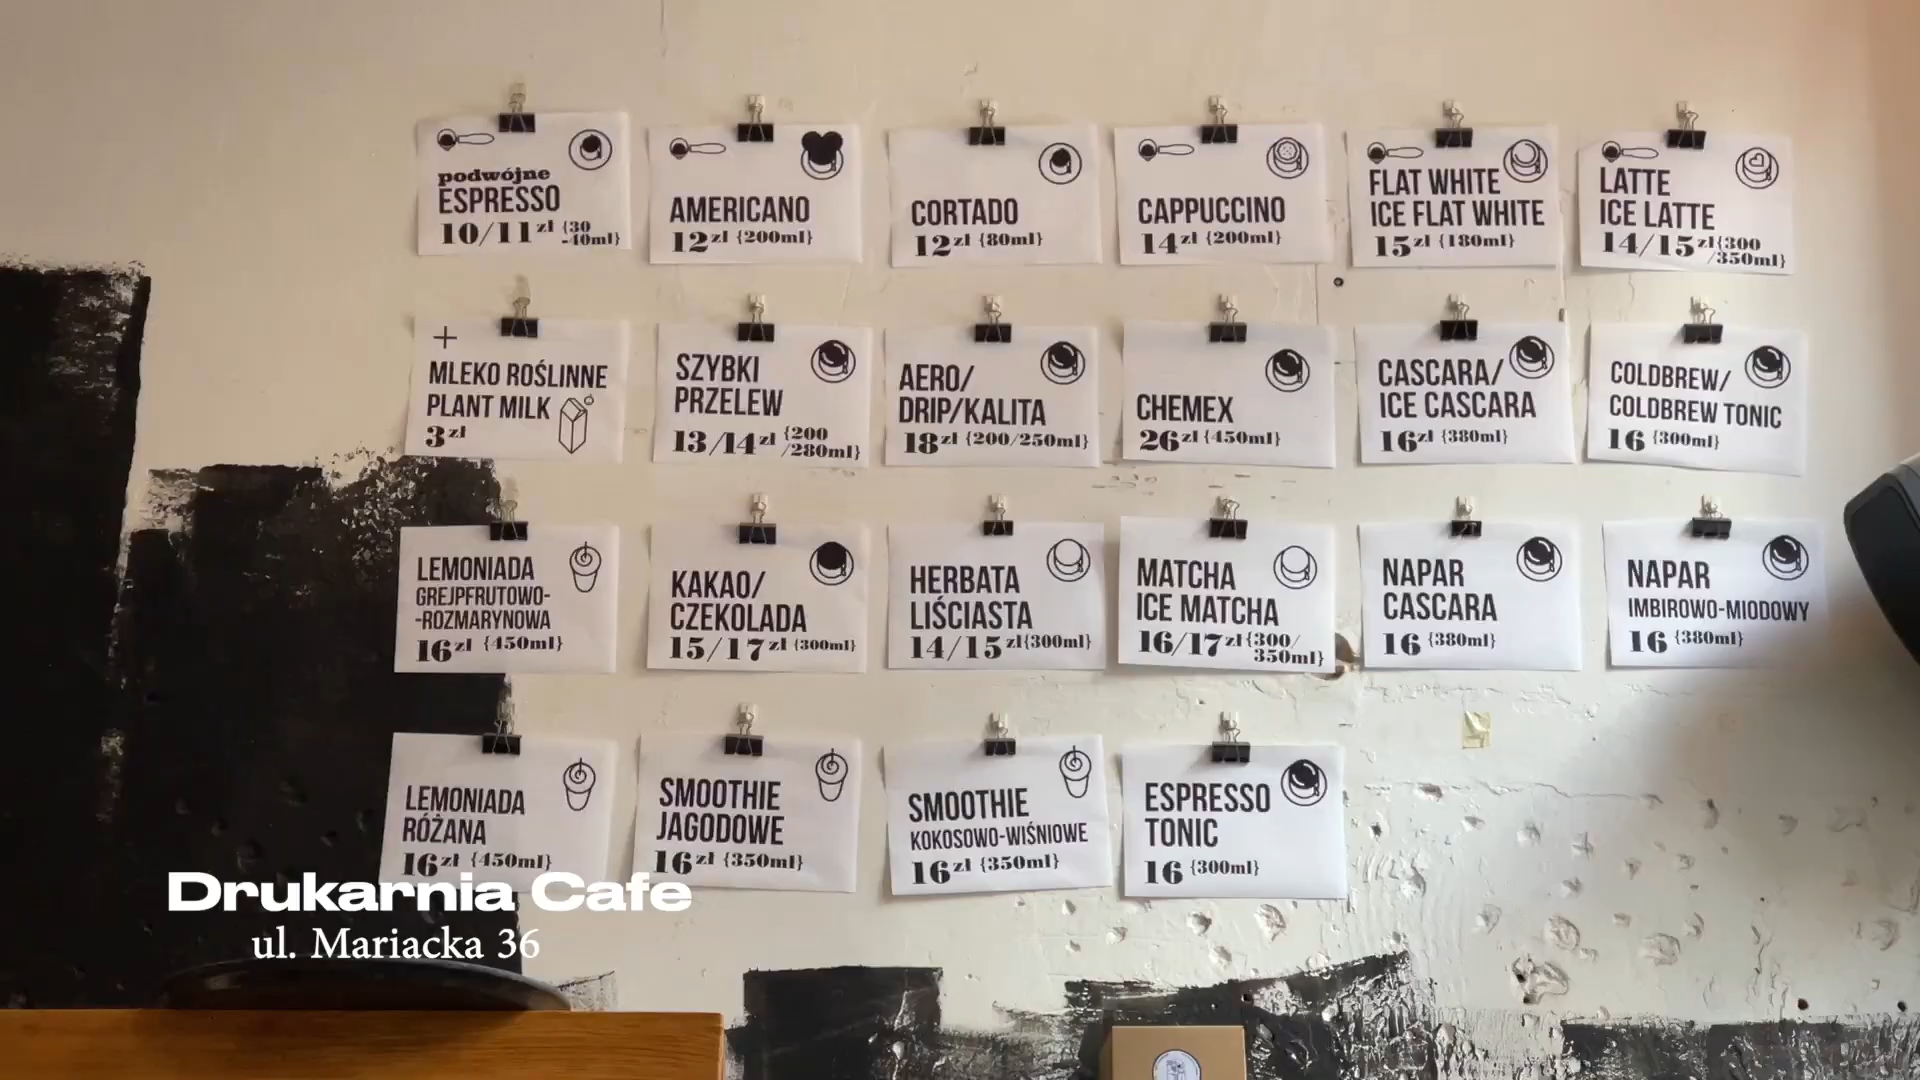 podwójne
ESPRESSO
10/11 zł {30
-40ml}
AMERICANO
12 zł {200ml}
CORTADO
12 zł {80ml}
CAPPUCCINO
14 zł {200ml}
FLAT WHITE
ICE FLAT WHITE
15 zł {180ml}
LATTE
ICE LATTE
14/15 zł {300
/350ml}
+
MLEKO ROŚLINNE
PLANT MILK
3 zł
SZYBKI
PRZELEW
13/14 zł {200
/280ml}
AERO/
DRIP/KALITA
18 zł {200/250ml}
CHEMEX
26 zł {450ml}
CASCARA/
ICE CASCARA
16 zł {380ml}
COLDBREW/
COLDBREW TONIC
16 {300ml}
LEMONIADA
GREJPFRUTOWO-
-ROZMARYNOWA
16 zł {450ml}
KAKAO/
CZEKOLADA
15/17 zł {300ml}
HERBATA
LIŚCIASTA
14/15 zł {300ml}
MATCHA
ICE MATCHA
16/17 zł {300/
350ml}
NAPAR
CASCARA
16 {380ml}
NAPAR
IMBIROWO-MIODOWY
16 {380ml}
LEMONIADA
RÓŻANA
16 zł {450ml}
SMOOTHIE
JAGODOWE
16 zł {350ml}
SMOOTHIE
KOKOSOWO-WIŚNIOWE
16 zł {350ml}
ESPRESSO
TONIC
16 {300ml}
Drukarnia Cafe
ul. Mariacka 36